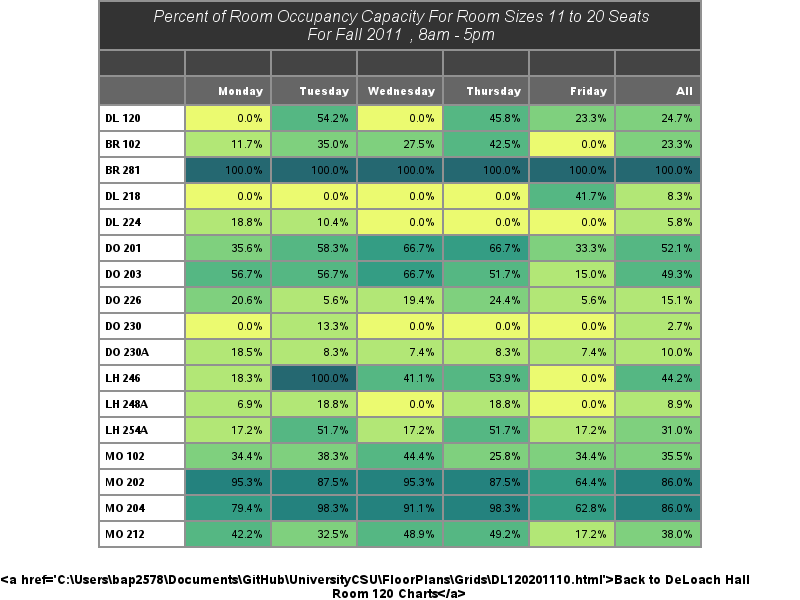 Percent of Room Occupancy Capacity For Room Sizes 11 to 20 Seats
For Fall 2011 , 8am - 5pm
Monday Tuesday Wednesday Thursday Friday All
DL 120 0.0% 54.2% 0.0% 45.8% 23.3% 24.7%
BR 102 11.7% 35.0% 27.5% 42.5% 0.0% 23.3%
BR 281 100.0% 100.0% 100.0% 100.0% 100.0% 100.0%
DL 218 0.0% 0.0% 0.0% 0.0% 41.7% 8.3%
DL 224 18.8% 10.4% 0.0% 0.0% 0.0% 5.8%
DO 201 35.6% 58.3% 66.7% 66.7% 33.3% 52.1%
DO 203 56.7% 56.7% 66.7% 51.7% 15.0% 49.3%
DO 226 20.6% 5.6% 19.4% 24.4% 5.6% 15.1%
DO 230 0.0% 13.3% 0.0% 0.0% 0.0% 2.7%
DO 230A 18.5% 8.3% 7.4% 8.3% 7.4% 10.0%
LH 246 18.3% 100.0% 41.1% 53.9% 0.0% 44.2%
LH 248A 6.9% 18.8% 0.0% 18.8% 0.0% 8.9%
LH 254A 17.2% 51.7% 17.2% 51.7% 17.2% 31.0%
MO 102 34.4% 38.3% 44.4% 25.8% 34.4% 35.5%
MO 202 95.3% 87.5% 95.3% 87.5% 64.4% 86.0%
MO 204 79.4% 98.3% 91.1% 98.3% 62.8% 86.0%
MO 212 42.2% 32.5% 48.9% 49.2% 17.2% 38.0%
<a href='C:\Users\bap2578\Documents\GitHub\UniversityCSU\FloorPlans\Grids\DL120201110.html'>Back to DeLoach Hall
Room 120 Charts</a>